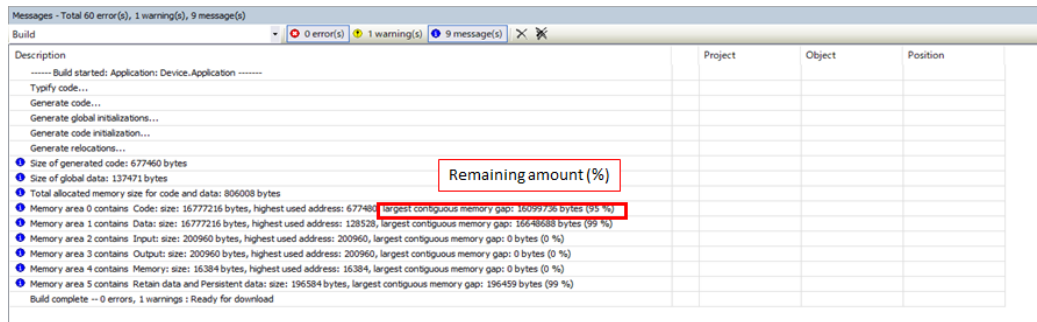 Messages - Total 60 error(s), 1 warning(s), 9 message(s)
Build 0 error(s) 1 warning(s) 9 message(s)
Description Project Object Position
------ Build started: Application: Device.Application -------
Typify code...
Generate code...
Generate global initializations...
Generate code initialization...
Generate relocations...
Size of generated code: 677460 bytes
Size of global data: 137471 bytes
Remaining amount (%)
Total allocated memory size for code and data: 806008 bytes
Memory area 0 contains Code: size: 16777216 bytes, highest used address: 677480, largest contiguous memory gap: 16099736 bytes (95 %)
Memory area 1 contains Data: size: 16777216 bytes, highest used address: 128528, largest contiguous memory gap: 16648688 bytes (99 %)
Memory area 2 contains Input: size: 200960 bytes, highest used address: 200960, largest contiguous memory gap: 0 bytes (0 %)
Memory area 3 contains Output: size: 200960 bytes, highest used address: 200960, largest contiguous memory gap: 0 bytes (0 %)
Memory area 4 contains Memory: size: 16384 bytes, highest used address: 16384, largest contiguous memory gap: 0 bytes (0 %)
Memory area 5 contains Retain data and Persistent data: size: 196584 bytes, largest contiguous memory gap: 196459 bytes (99 %)
Build complete -- 0 errors, 1 warnings : Ready for download